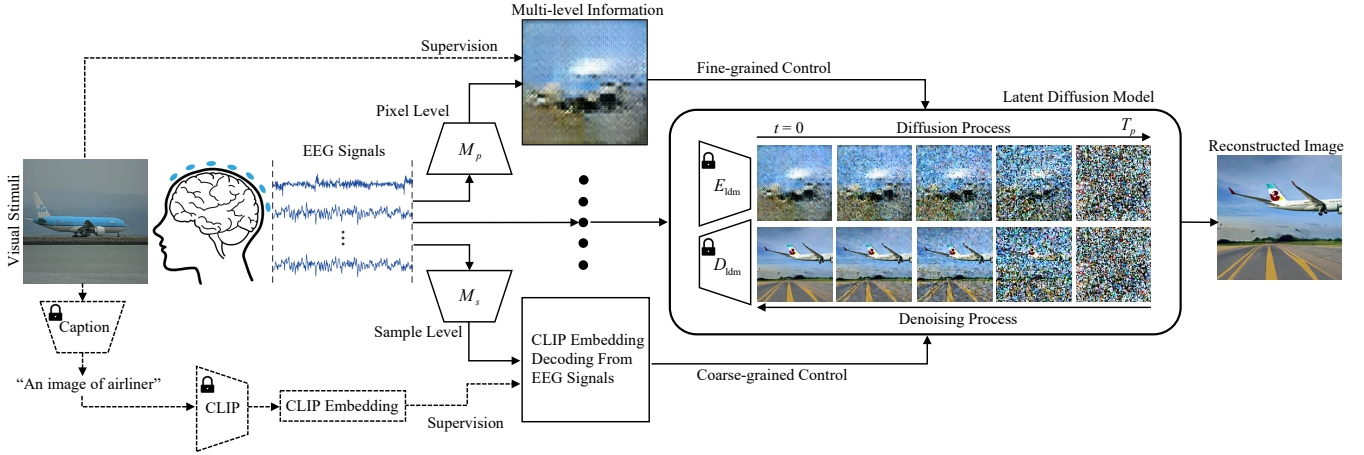 Multi-level Information
Supervision
Fine-grained Control
Pixel Level
Latent Diffusion Model
t = 0
Diffusion Process
T_p
EEG Signals
M_p
E_ldm
Reconstructed Image
Visual Stimuli
D_ldm
M_s
Sample Level
Denoising Process
Caption
CLIP Embedding
Decoding From
EEG Signals
Coarse-grained Control
“An image of airliner”
CLIP
CLIP Embedding
Supervision